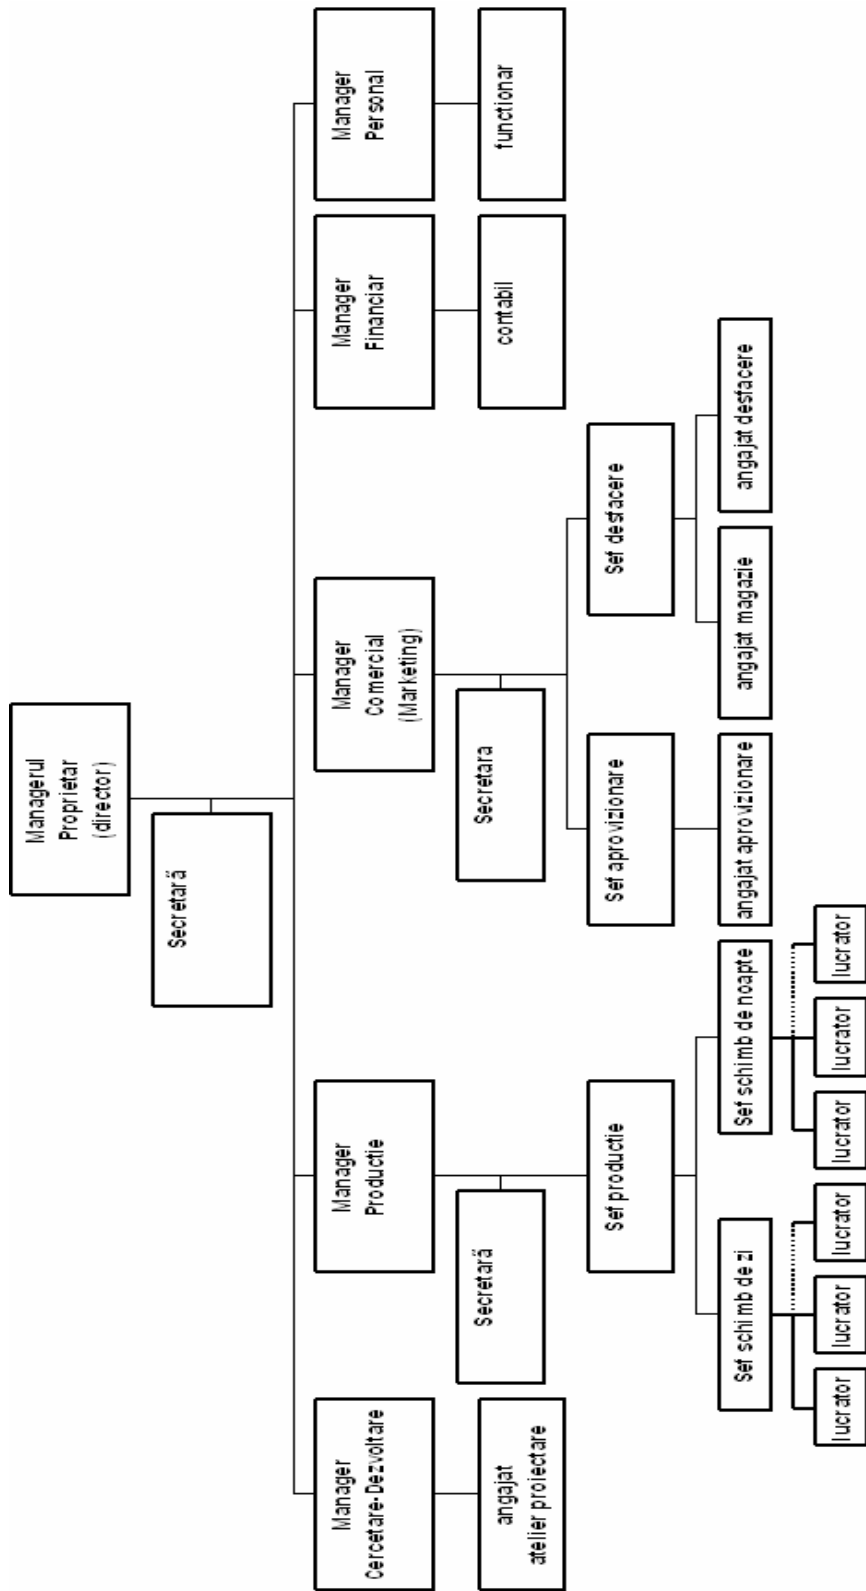 Managerul
Proprietar
(director)
Secretară
Manager
Cercetare-Dezvoltare
Manager
Productie
Manager
Comercial
(Marketing)
Manager
Financiar
Manager
Personal
angajat
atelier proiectare
Secretară
Secretara
contabil
functionar
Sef productie
Sef aprovizionare
Sef desfacere
Sef schimb de zi
Sef schimb de noapte
angajat aprovizionare
angajat magazie
angajat desfacere
lucrator
lucrator
lucrator
lucrator
lucrator
lucrator